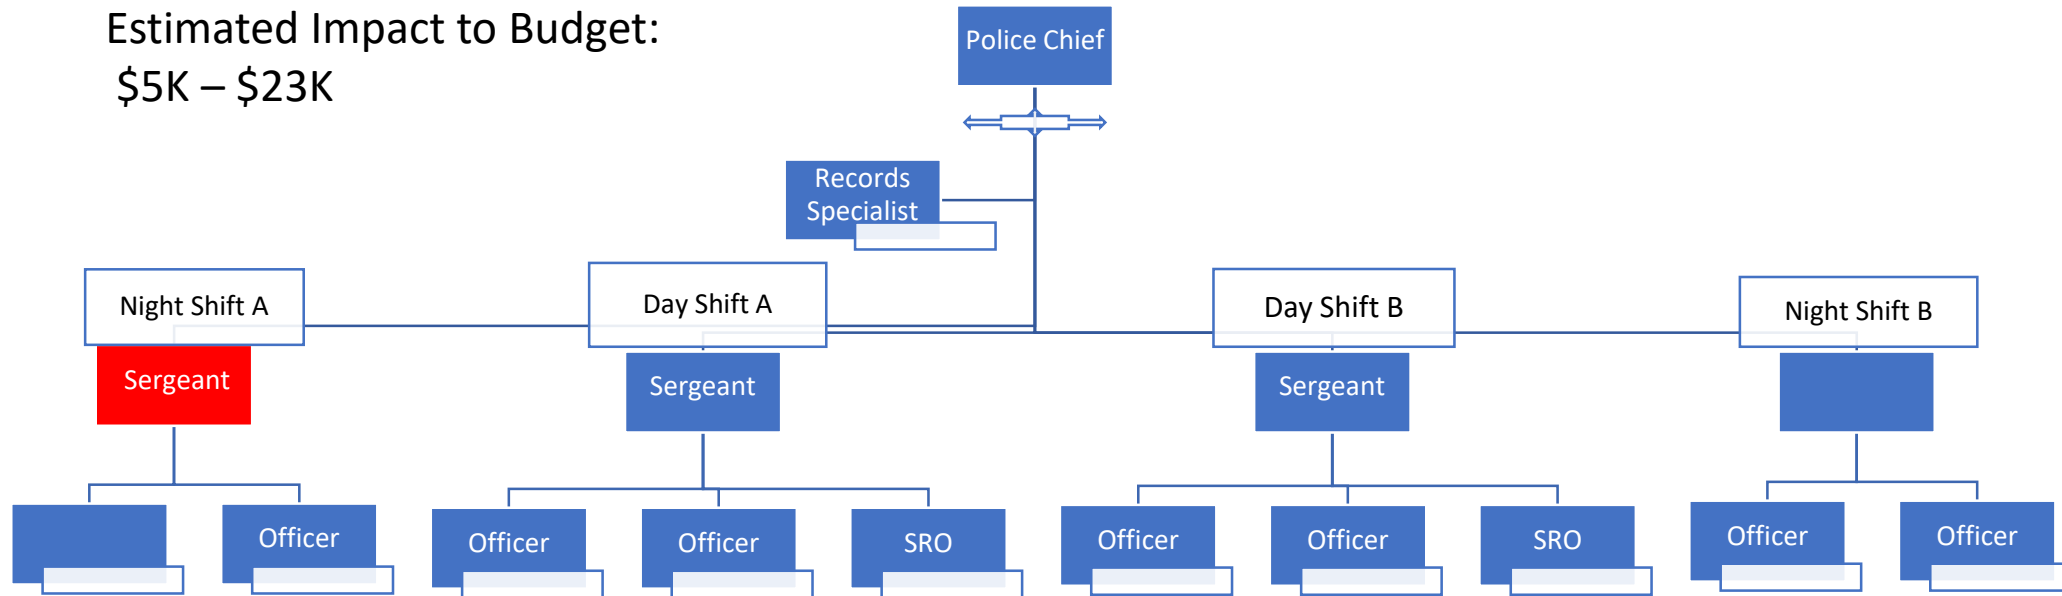 Estimated Impact to Budget:
$5K – $23K
Police Chief
Records
Specialist
Night Shift A
Day Shift A
Day Shift B
Night Shift B
Sergeant
Sergeant
Sergeant
Officer
Officer
Officer
SRO
Officer
Officer
SRO
Officer
Officer